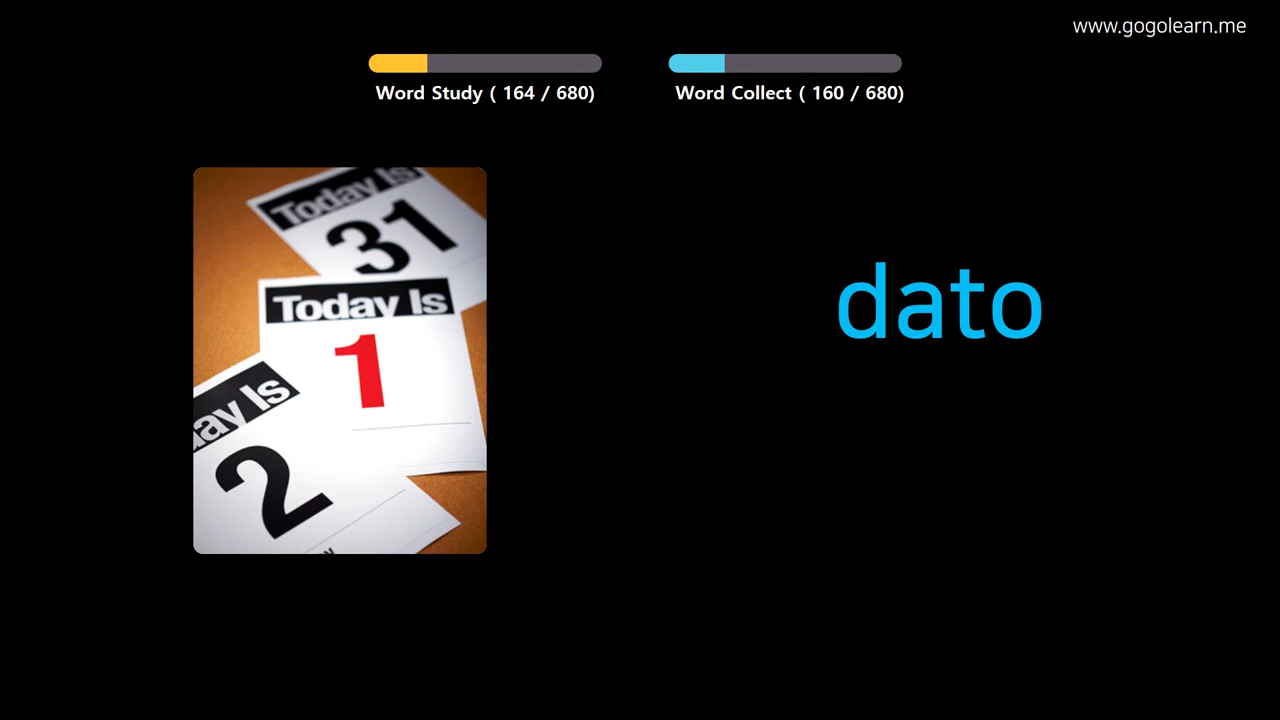 www.gogolearn.me
Word Study ( 164 / 680)
Word Collect ( 160 / 680)
Today Is
31
Today Is
1
day Is
2
dato